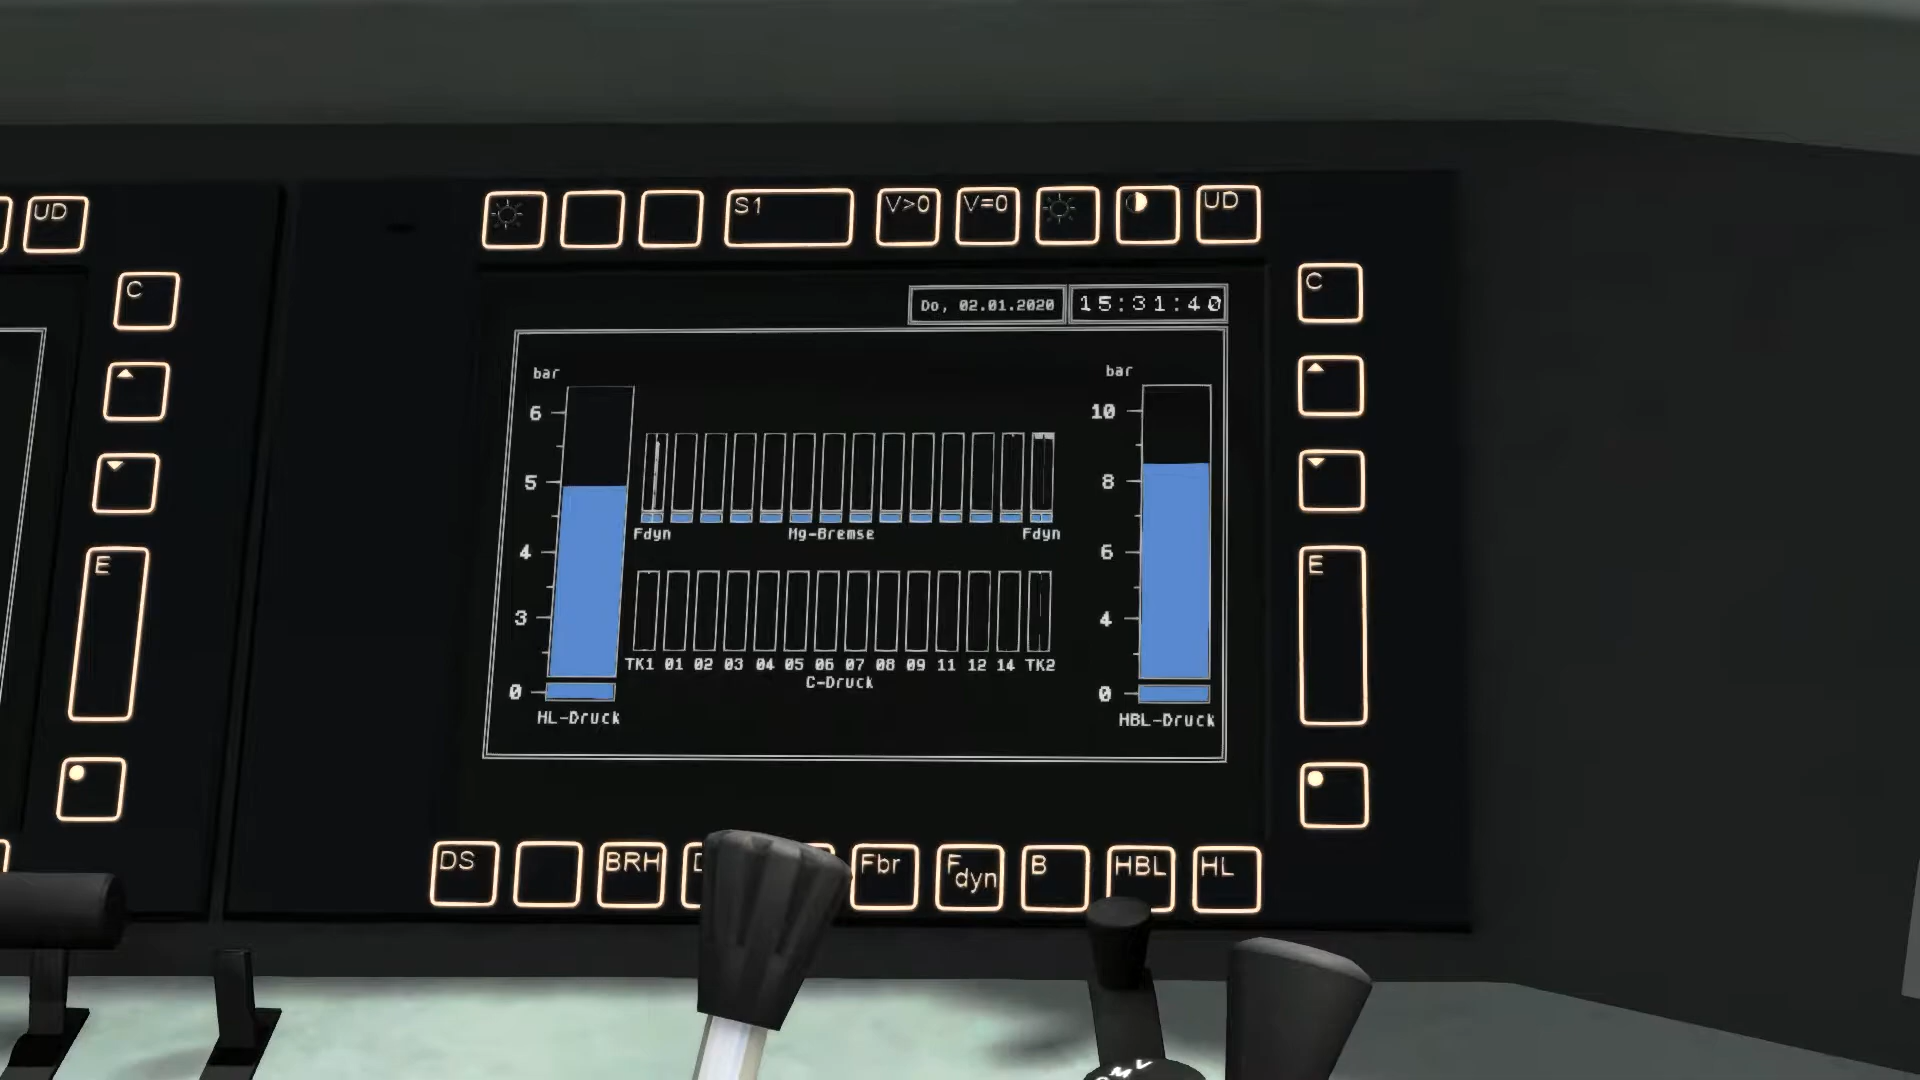 UD
S1
V>0
V=0
UD
C
C
Do, 02.01.2020
15:31:40
bar
bar
6
5
4
3
0
10
8
6
4
0
Fdyn
Mg-Bremse
Fdyn
TK1 01 02 03 04 05 06 07 08 09 11 12 14 TK2
C-Druck
HL-Druck
HBL-Druck
E
E
DS
BRH
Fbr
Fdyn
B
HBL
HL